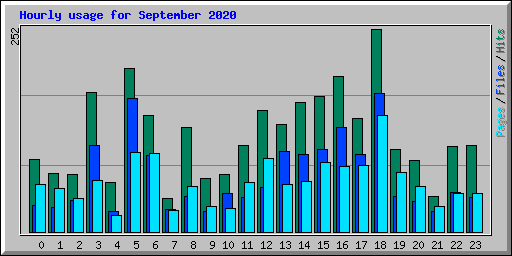 Hourly usage for September 2020
252
Pages/Files/Hits
0 1 2 3 4 5 6 7 8 9 10 11 12 13 14 15 16 17 18 19 20 21 22 23